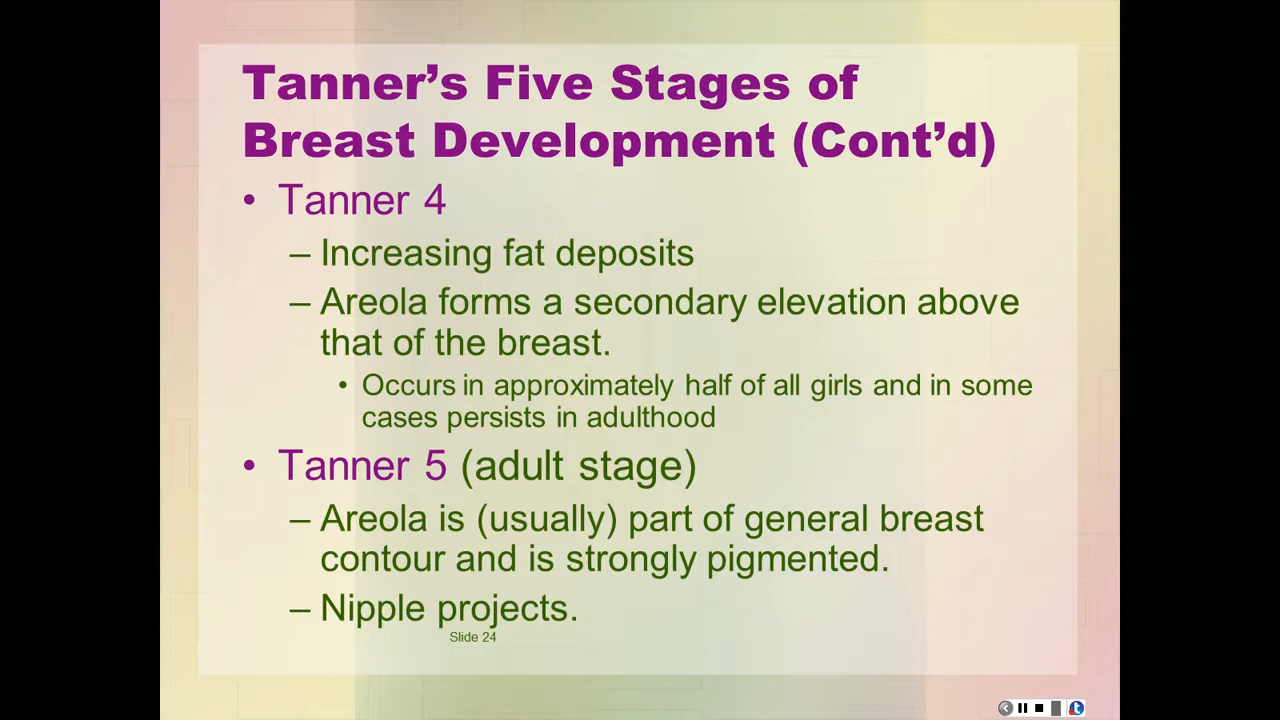 Tanner’s Five Stages of
Breast Development (Cont’d)
• Tanner 4
– Increasing fat deposits
– Areola forms a secondary elevation above
that of the breast.
• Occurs in approximately half of all girls and in some
cases persists in adulthood
• Tanner 5 (adult stage)
– Areola is (usually) part of general breast
contour and is strongly pigmented.
– Nipple projects.
Slide 24